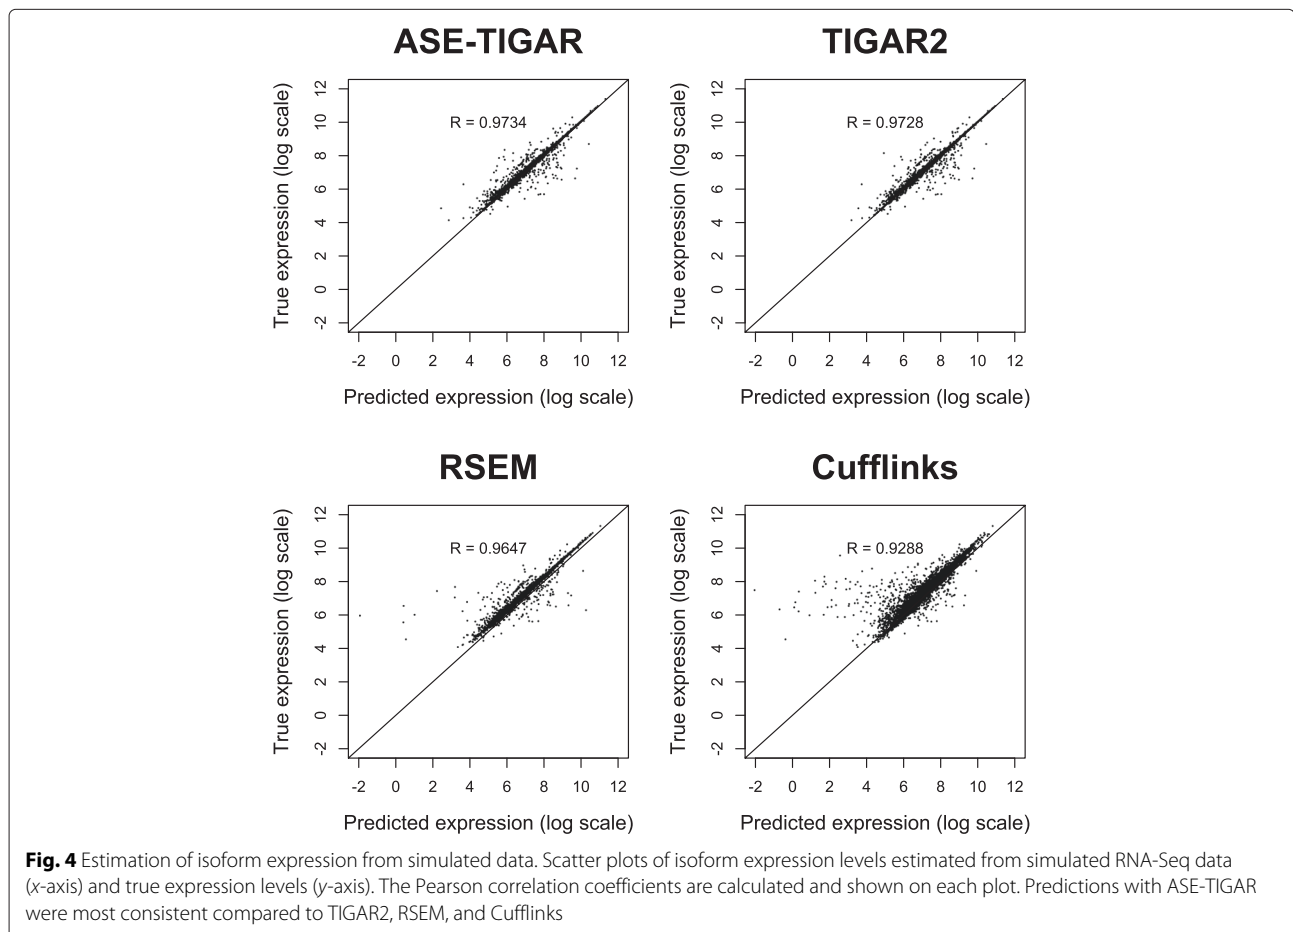 ASE-TIGAR
TIGAR2
True expression (log scale)
12
10
8
6
4
2
0
-2
R = 0.9734
-2 0 2 4 6 8 10 12
Predicted expression (log scale)
True expression (log scale)
12
10
8
6
4
2
0
-2
R = 0.9728
-2 0 2 4 6 8 10 12
Predicted expression (log scale)
RSEM
Cufflinks
True expression (log scale)
12
10
8
6
4
2
0
-2
R = 0.9647
-2 0 2 4 6 8 10 12
Predicted expression (log scale)
True expression (log scale)
12
10
8
6
4
2
0
-2
R = 0.9288
-2 0 2 4 6 8 10 12
Predicted expression (log scale)
Fig. 4 Estimation of isoform expression from simulated data. Scatter plots of isoform expression levels estimated from simulated RNA-Seq data
(x-axis) and true expression levels (y-axis). The Pearson correlation coefficients are calculated and shown on each plot. Predictions with ASE-TIGAR
were most consistent compared to TIGAR2, RSEM, and Cufflinks